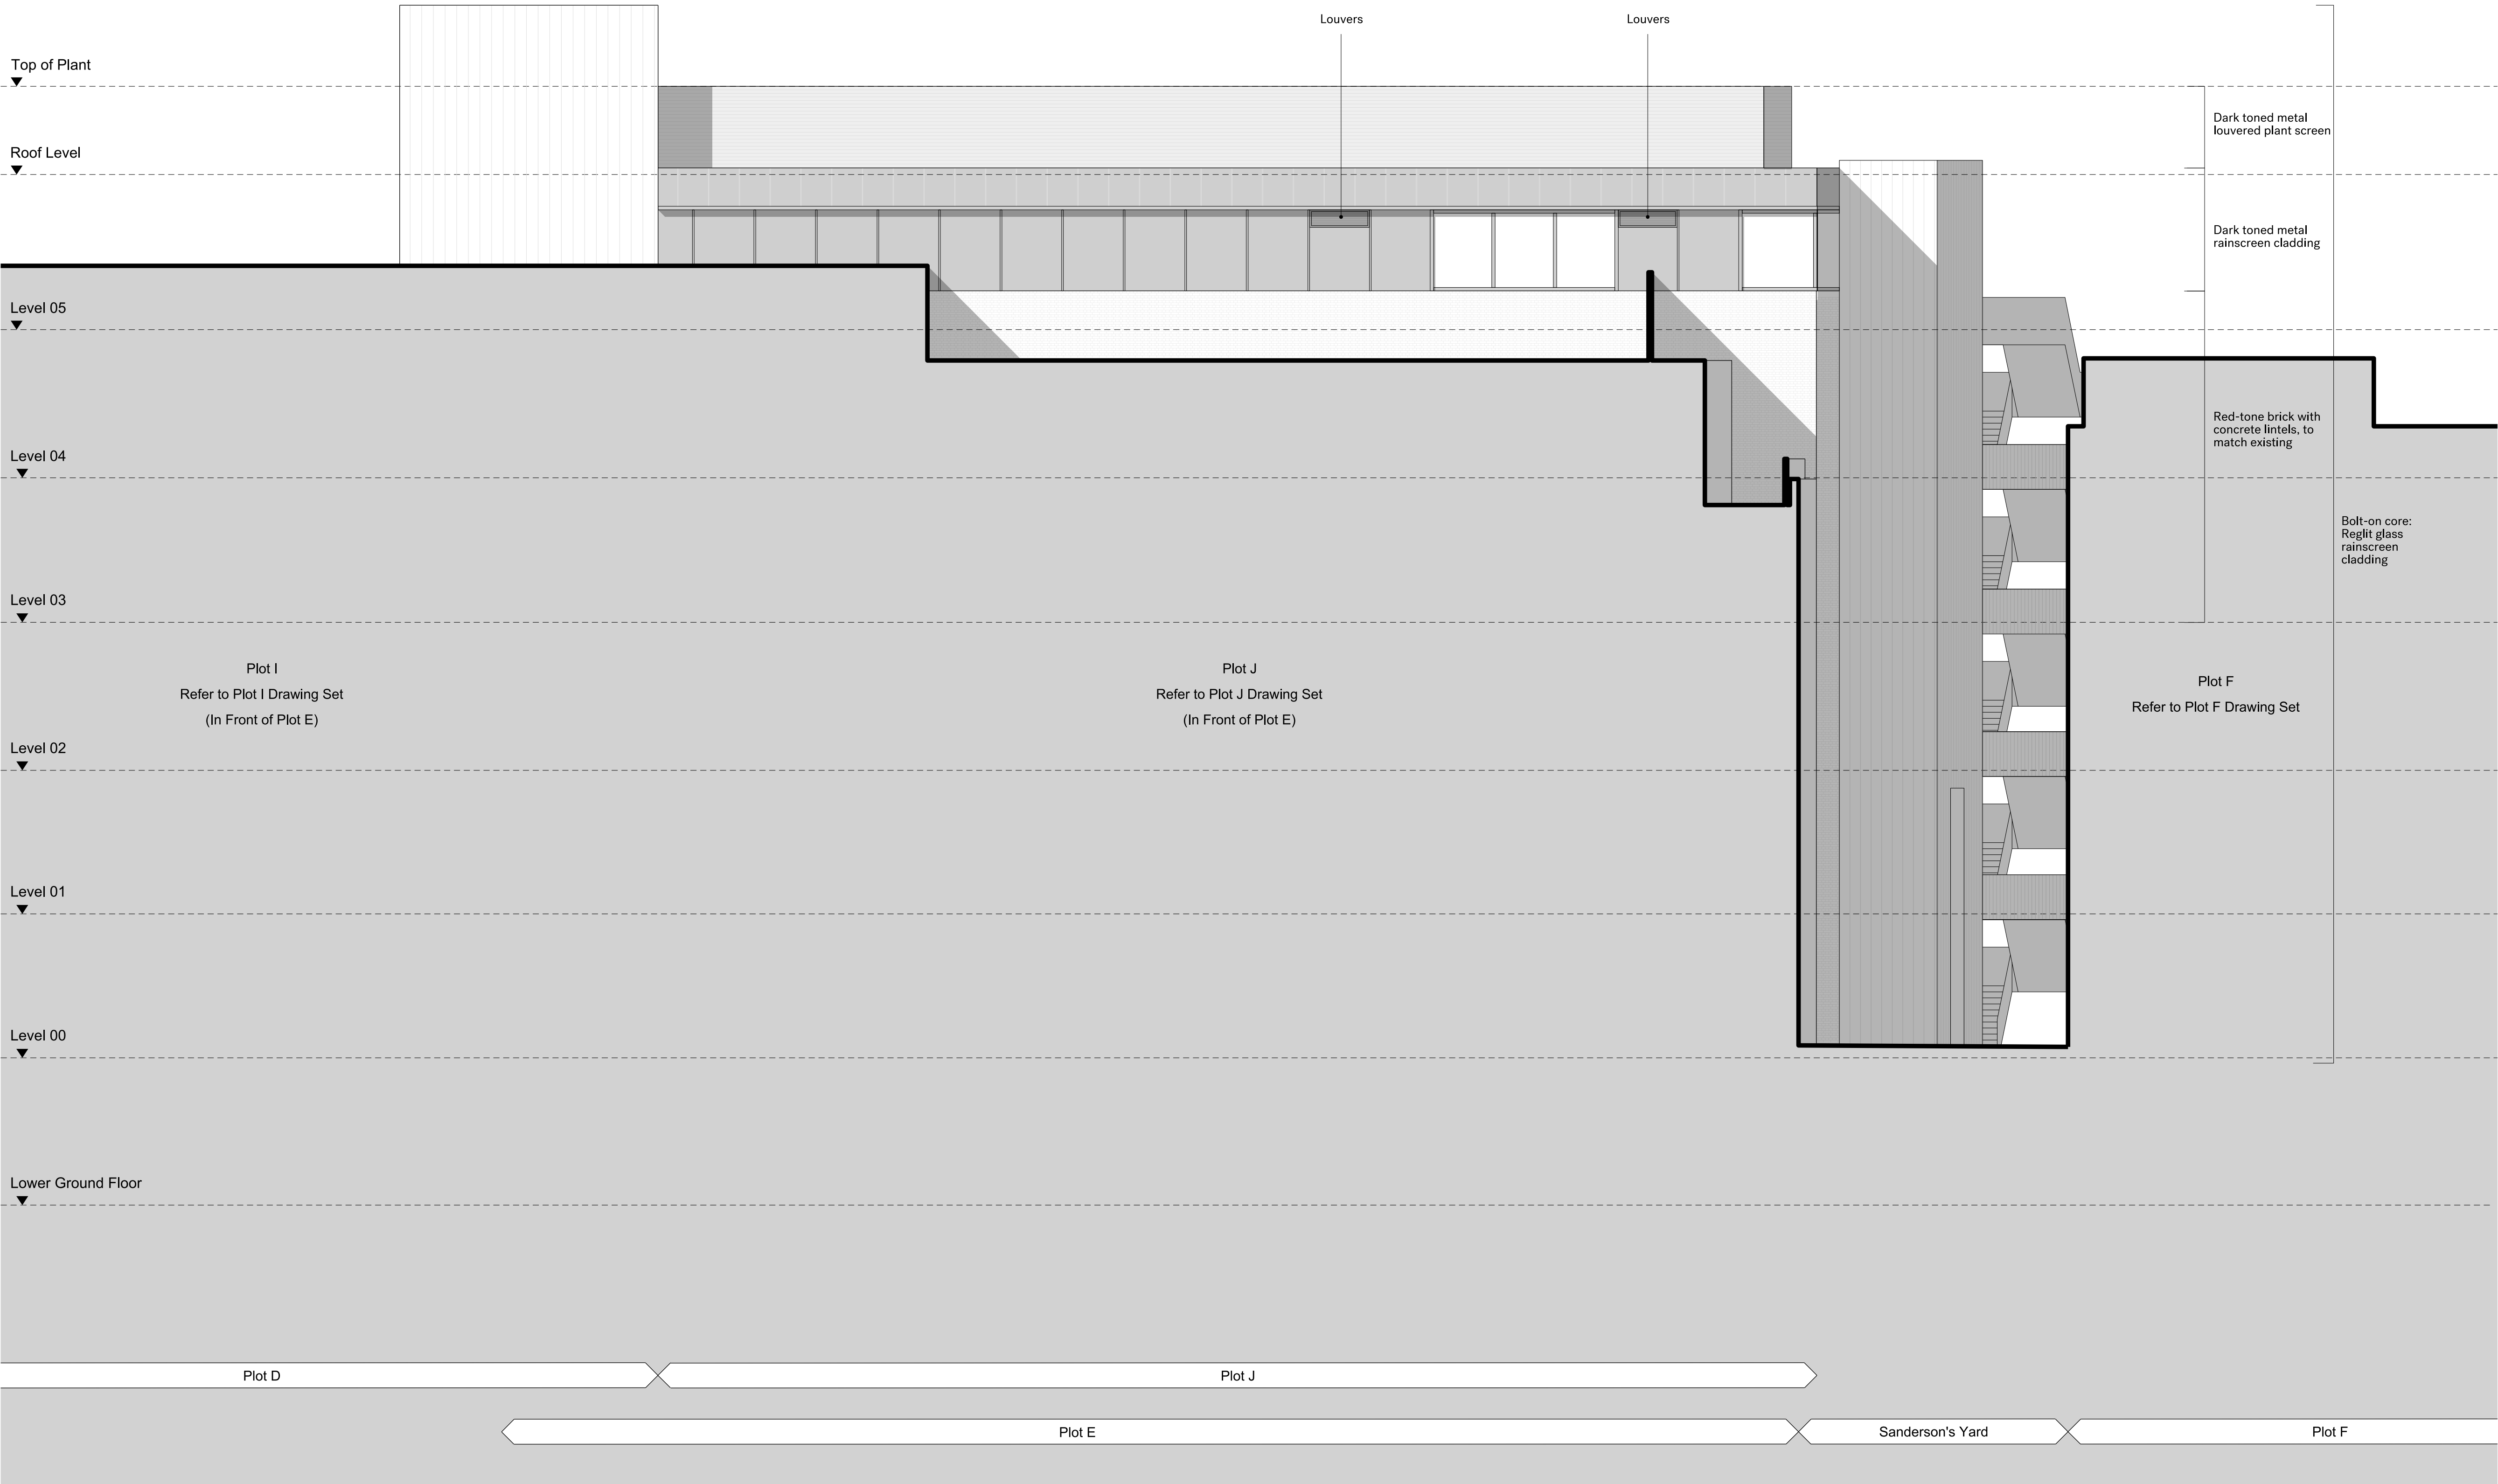 Louvers
Louvers
Top of Plant
Dark toned metal
louvered plant screen
Roof Level
Dark toned metal
rainscreen cladding
Level 05
Red-tone brick with
concrete lintels, to
match existing
Level 04
Bolt-on core:
Reglit glass
rainscreen
cladding
Level 03
Plot I
Refer to Plot I Drawing Set
(In Front of Plot E)
Plot J
Refer to Plot J Drawing Set
(In Front of Plot E)
Plot F
Refer to Plot F Drawing Set
Level 02
Level 01
Level 00
Lower Ground Floor
Plot D
Plot J
Plot E
Sanderson's Yard
Plot F